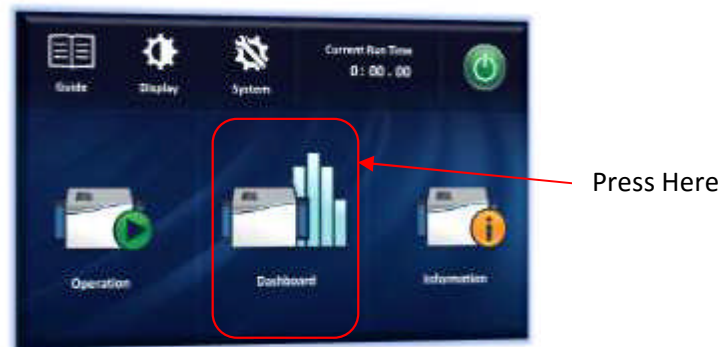 Guide
Display
System
Current Run Time
0:00.00
Press Here
Operation
Dashboard
Information